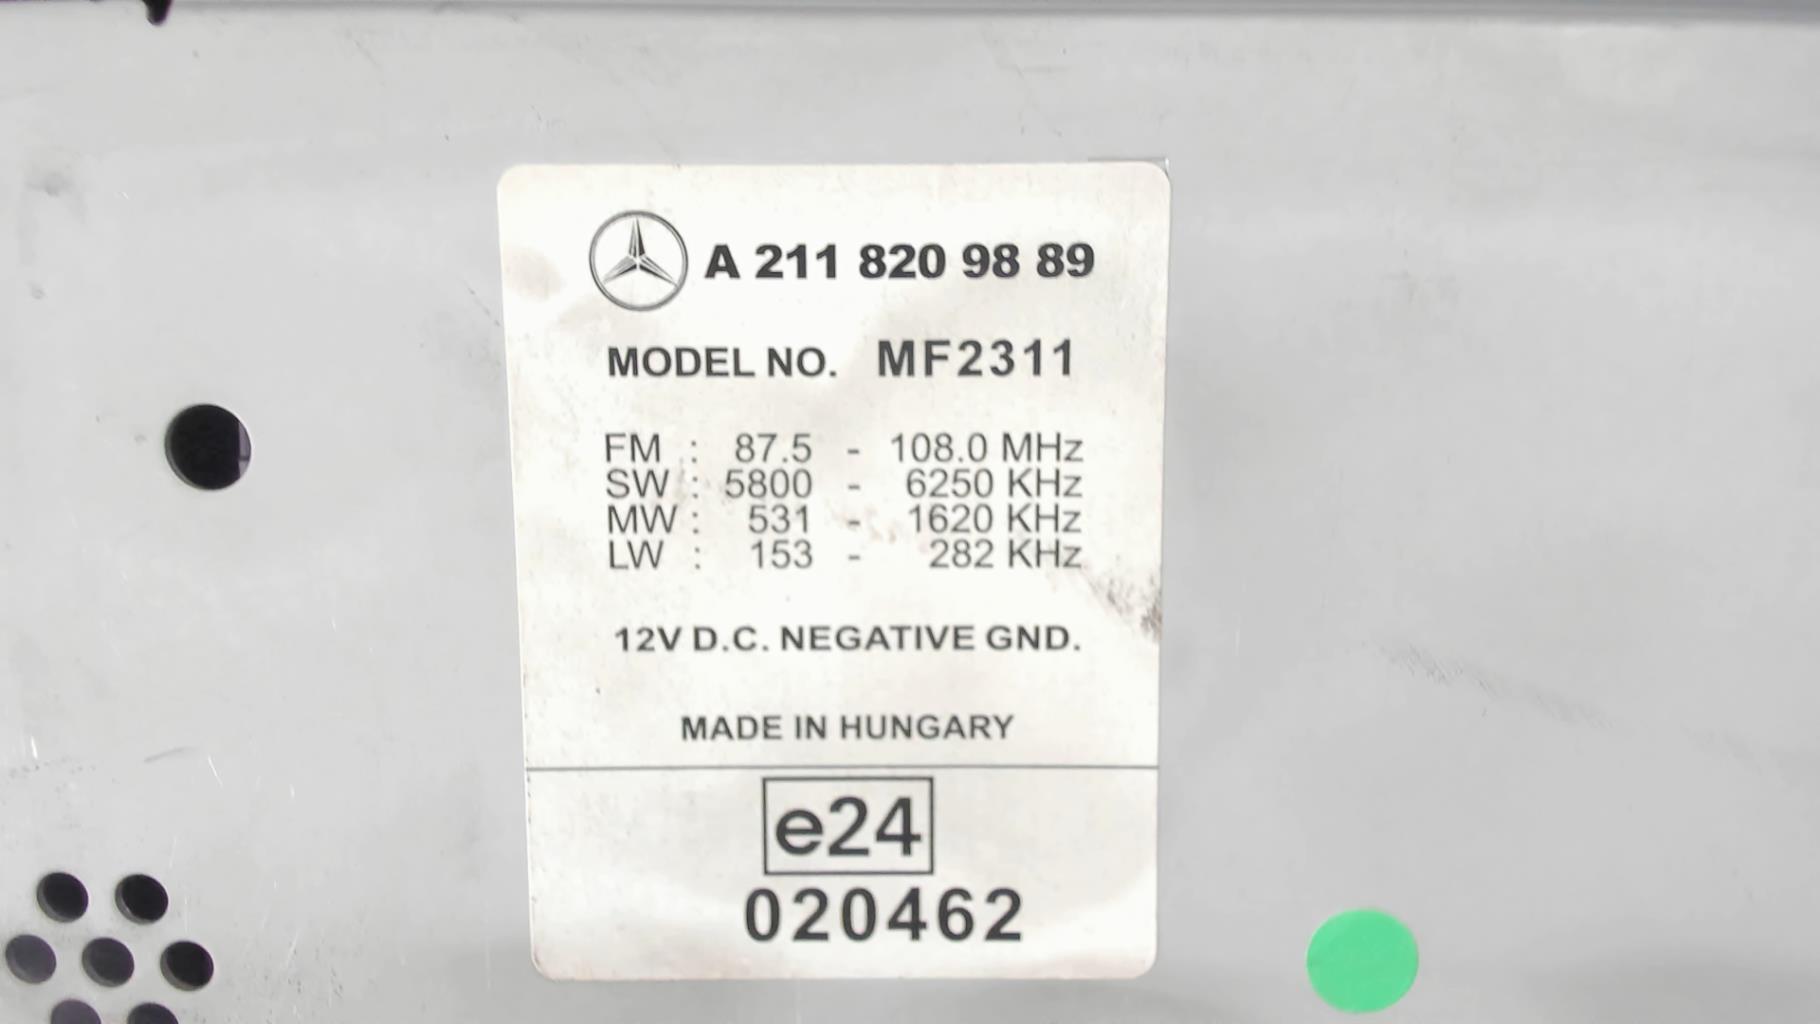 A 211 820 98 89
MODEL NO. MF2311
FM : 87.5 - 108.0 MHz
SW : 5800 - 6250 KHz
MW : 531 - 1620 KHz
LW : 153 - 282 KHz
12V D.C. NEGATIVE GND.
MADE IN HUNGARY
e24
020462